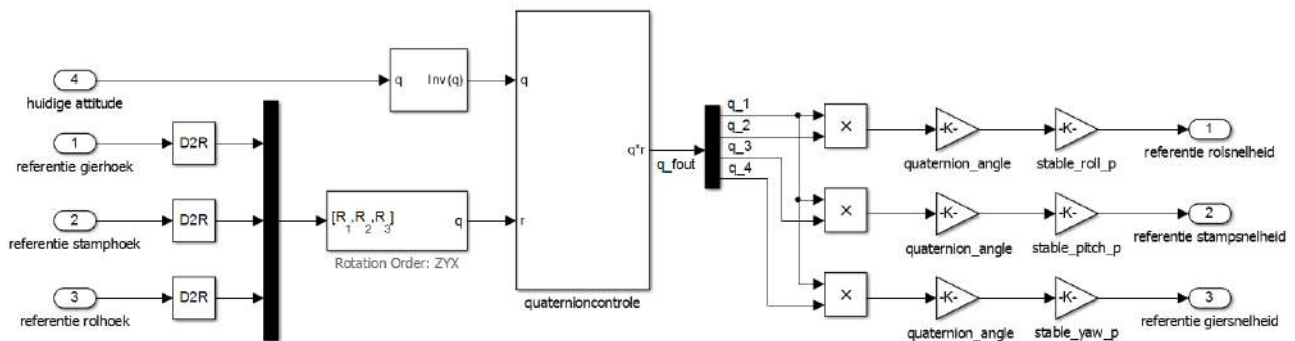 4
huidige attitude
1
referentie gierhoek
2
referentie stamphoek
3
referentie rolhoek
D2R
D2R
D2R
q Inv(q)
[R1,R2,R3] q
Rotation Order: ZYX
q
r
q*r
quaternioncontrole
q_fout
q_1
q_2
q_3
q_4
×
-K-
quaternion_angle
-K-
stable_roll_p
1
referentie rolsnelheid
×
-K-
quaternion_angle
-K-
stable_pitch_p
2
referentie stampsnelheid
×
-K-
quaternion_angle
-K-
stable_yaw_p
3
referentie giersnelheid